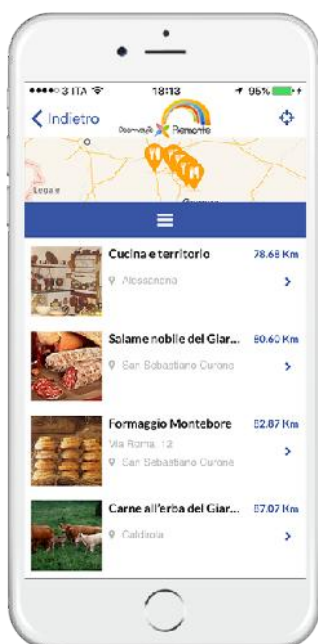 3 ITA 18:13 95%
Indietro
Piemonte
Legale
Cucina e territorio 78.68 Km
Alessandria
Salame nobile del Giar... 80.60 Km
San Sebastiano Curone
Formaggio Montebore 82.87 Km
Via Roma, 12
San Sebastiano Curone
Carne all'erba del Giar... 87.07 Km
Caldirola